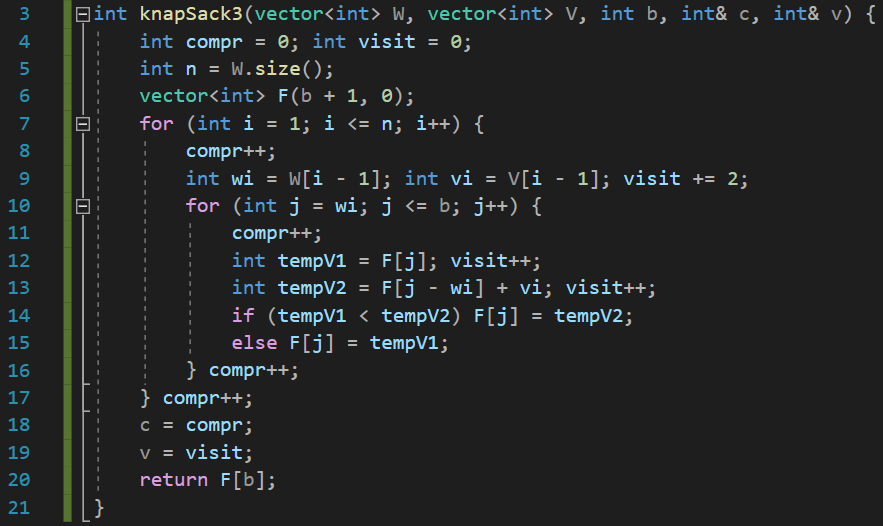 3 int knapSack3(vector<int> W, vector<int> V, int b, int& c, int& v) {
4 int compr = 0; int visit = 0;
5 int n = W.size();
6 vector<int> F(b + 1, 0);
7 for (int i = 1; i <= n; i++) {
8 compr++;
9 int wi = W[i - 1]; int vi = V[i - 1]; visit += 2;
10 for (int j = wi; j <= b; j++) {
11 compr++;
12 int tempV1 = F[j]; visit++;
13 int tempV2 = F[j - wi] + vi; visit++;
14 if (tempV1 < tempV2) F[j] = tempV2;
15 else F[j] = tempV1;
16 } compr++;
17 } compr++;
18 c = compr;
19 v = visit;
20 return F[b];
21 }